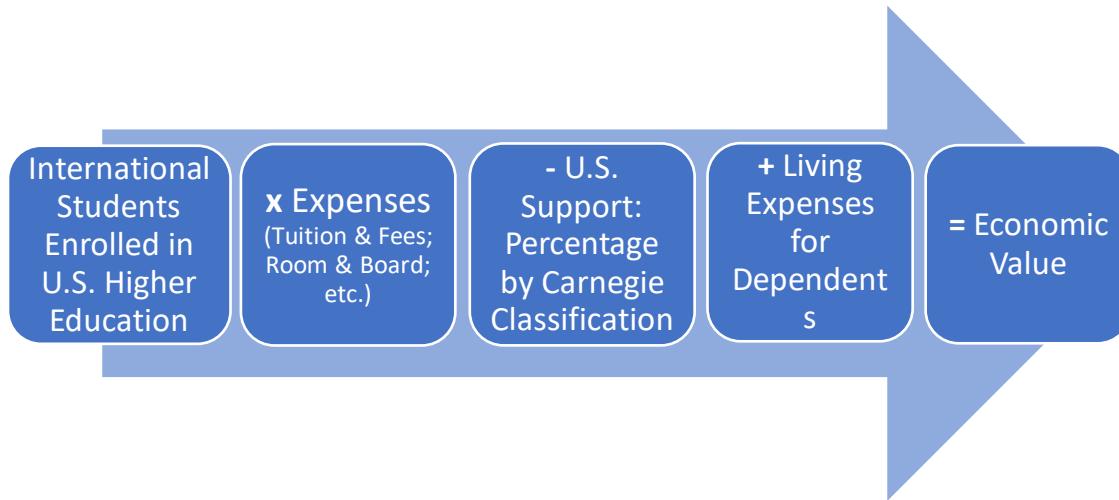 International
Students
Enrolled in
U.S. Higher
Education
x Expenses
(Tuition & Fees;
Room & Board;
etc.)
- U.S.
Support:
Percentage
by Carnegie
Classification
+ Living
Expenses
for
Dependent
s
= Economic
Value